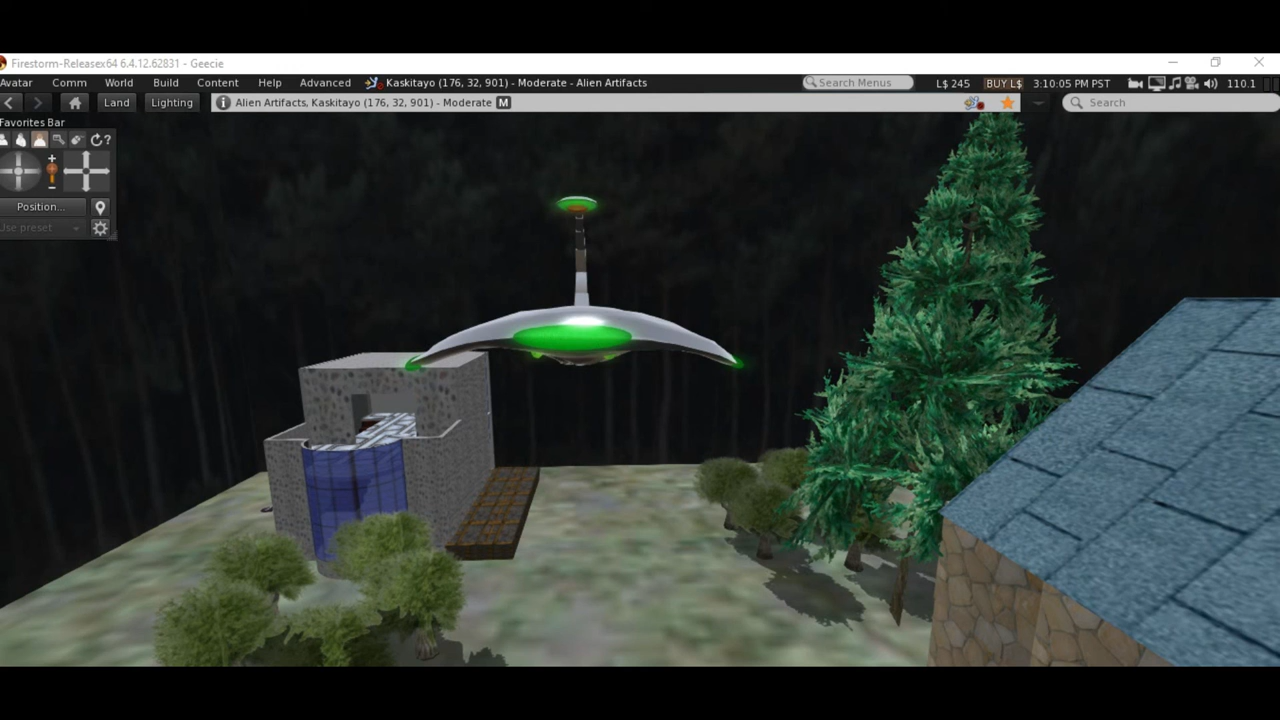 Firestorm-Releasex64 6.4.12.62831 - Geecie
Avatar Comm World Build Content Help Advanced Kaskitayo (176, 32, 901) - Moderate - Alien Artifacts Search Menus L$ 245 BUY L$ 3:10:05 PM PST 110.1
Land Lighting Alien Artifacts, Kaskitayo (176, 32, 901) - Moderate M Search
Favorites Bar
?
Position...
Use preset